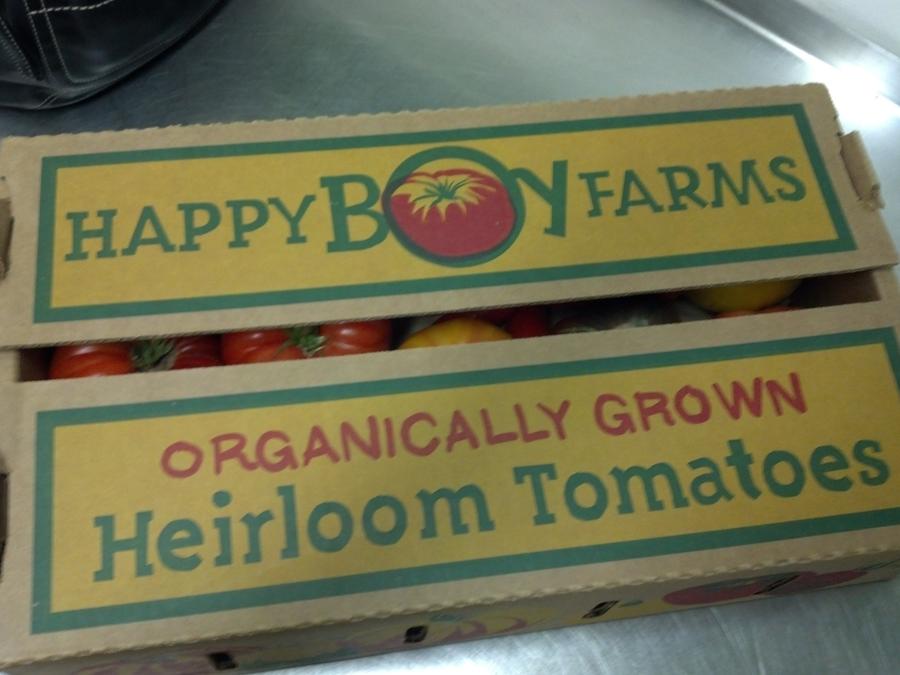 HAPPY BOY FARMS
ORGANICALLY GROWN
Heirloom Tomatoes